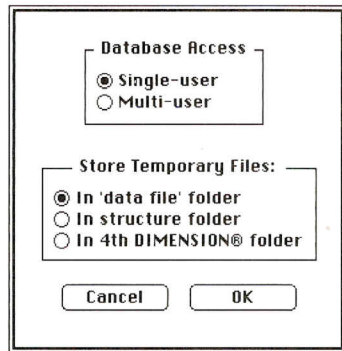 Database Access
Single-user
Multi-user
Store Temporary Files:
In 'data file' folder
In structure folder
In 4th DIMENSION® folder
Cancel OK